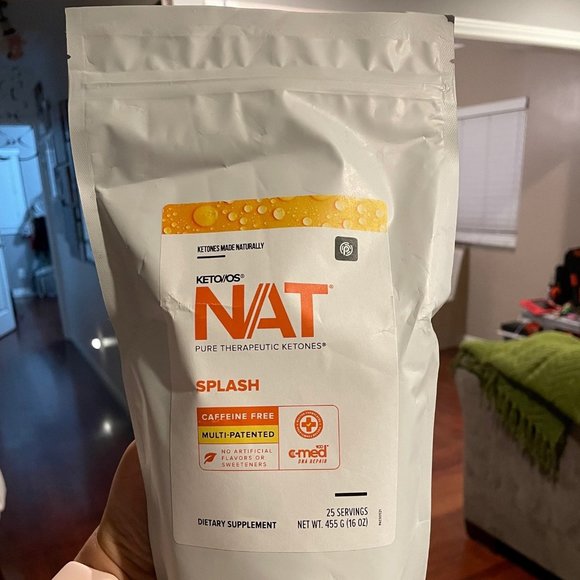 KETONES MADE NATURALLY
KETO//OS®
NAT®
PURE THERAPEUTIC KETONES®
SPLASH
CAFFEINE FREE
MULTI-PATENTED
NO ARTIFICIAL
FLAVORS OR
SWEETENERS
c-med 100®
DNA REPAIR
25 SERVINGS
DIETARY SUPPLEMENT
NET WT. 455 G (16 OZ)